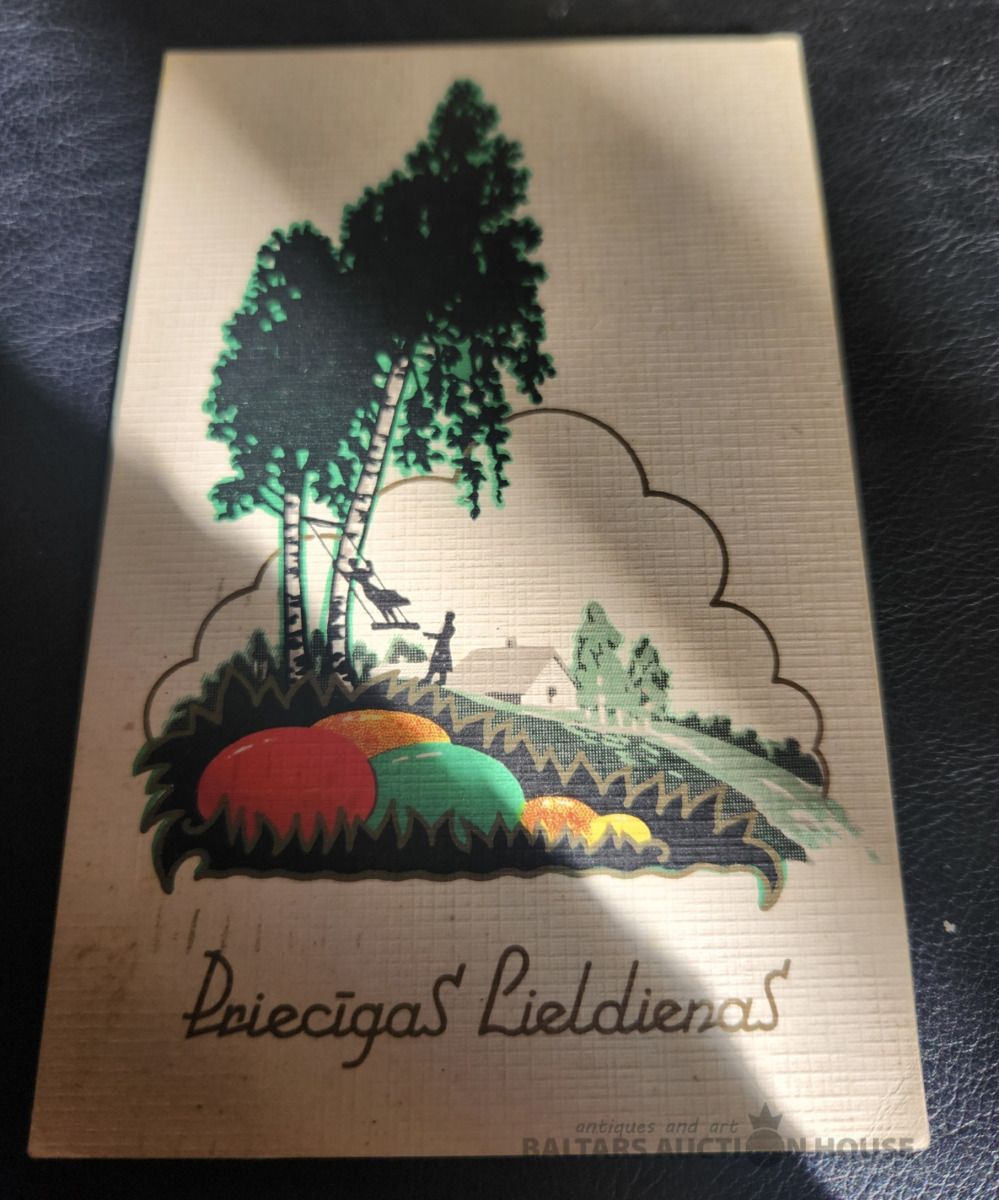 Priecīgas Lieldienas
antiques and art
BALTARS AUCTION HOUSE